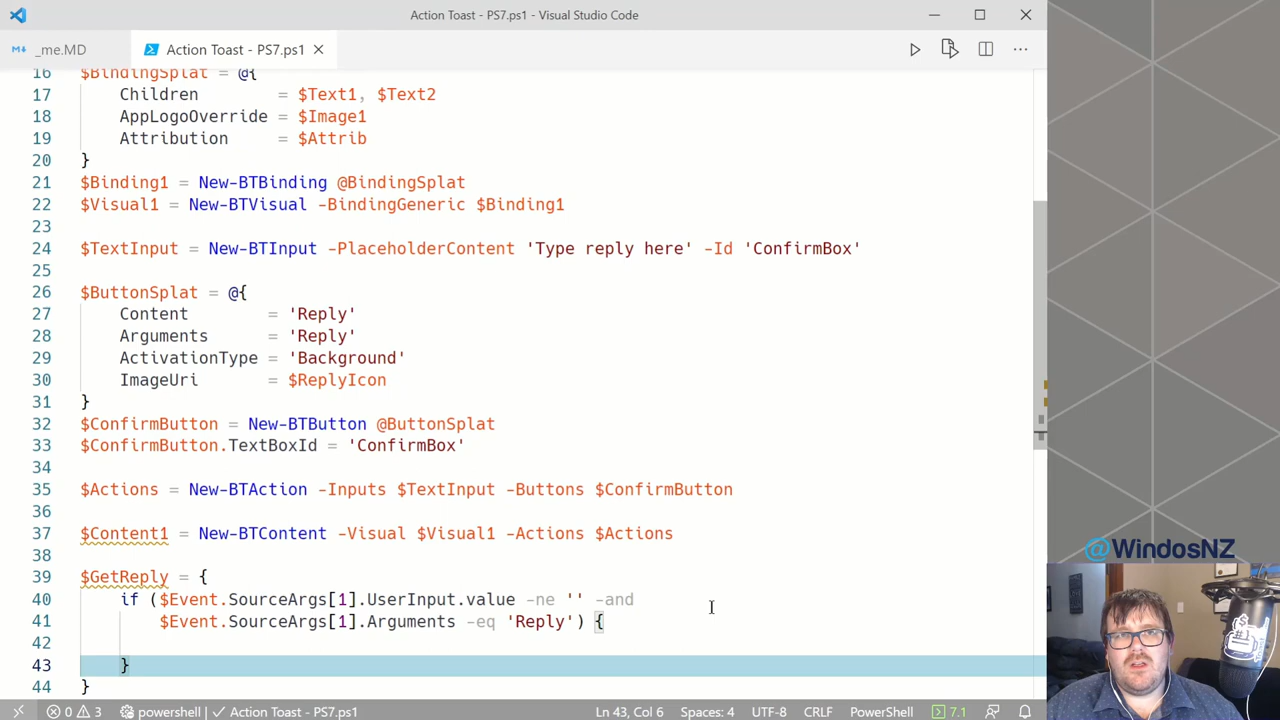 Action Toast - PS7.ps1 - Visual Studio Code
_me.MD
Action Toast - PS7.ps1
16 $BindingSplat = @{
17 Children = $Text1, $Text2
18 AppLogoOverride = $Image1
19 Attribution = $Attrib
20 }
21 $Binding1 = New-BTBinding @BindingSplat
22 $Visual1 = New-BTVisual -BindingGeneric $Binding1
23
24 $TextInput = New-BTInput -PlaceholderContent 'Type reply here' -Id 'ConfirmBox'
25
26 $ButtonSplat = @{
27 Content = 'Reply'
28 Arguments = 'Reply'
29 ActivationType = 'Background'
30 ImageUri = $ReplyIcon
31 }
32 $ConfirmButton = New-BTButton @ButtonSplat
33 $ConfirmButton.TextBoxId = 'ConfirmBox'
34
35 $Actions = New-BTAction -Inputs $TextInput -Buttons $ConfirmButton
36
37 $Content1 = New-BTContent -Visual $Visual1 -Actions $Actions
38
39 $GetReply = {
40 if ($Event.SourceArgs[1].UserInput.value -ne '' -and
41 $Event.SourceArgs[1].Arguments -eq 'Reply') {
42
43 }
44 }
@WindosNZ
0 3 powershell Action Toast - PS7.ps1 Ln 43, Col 6 Spaces: 4 UTF-8 CRLF PowerShell 7.1